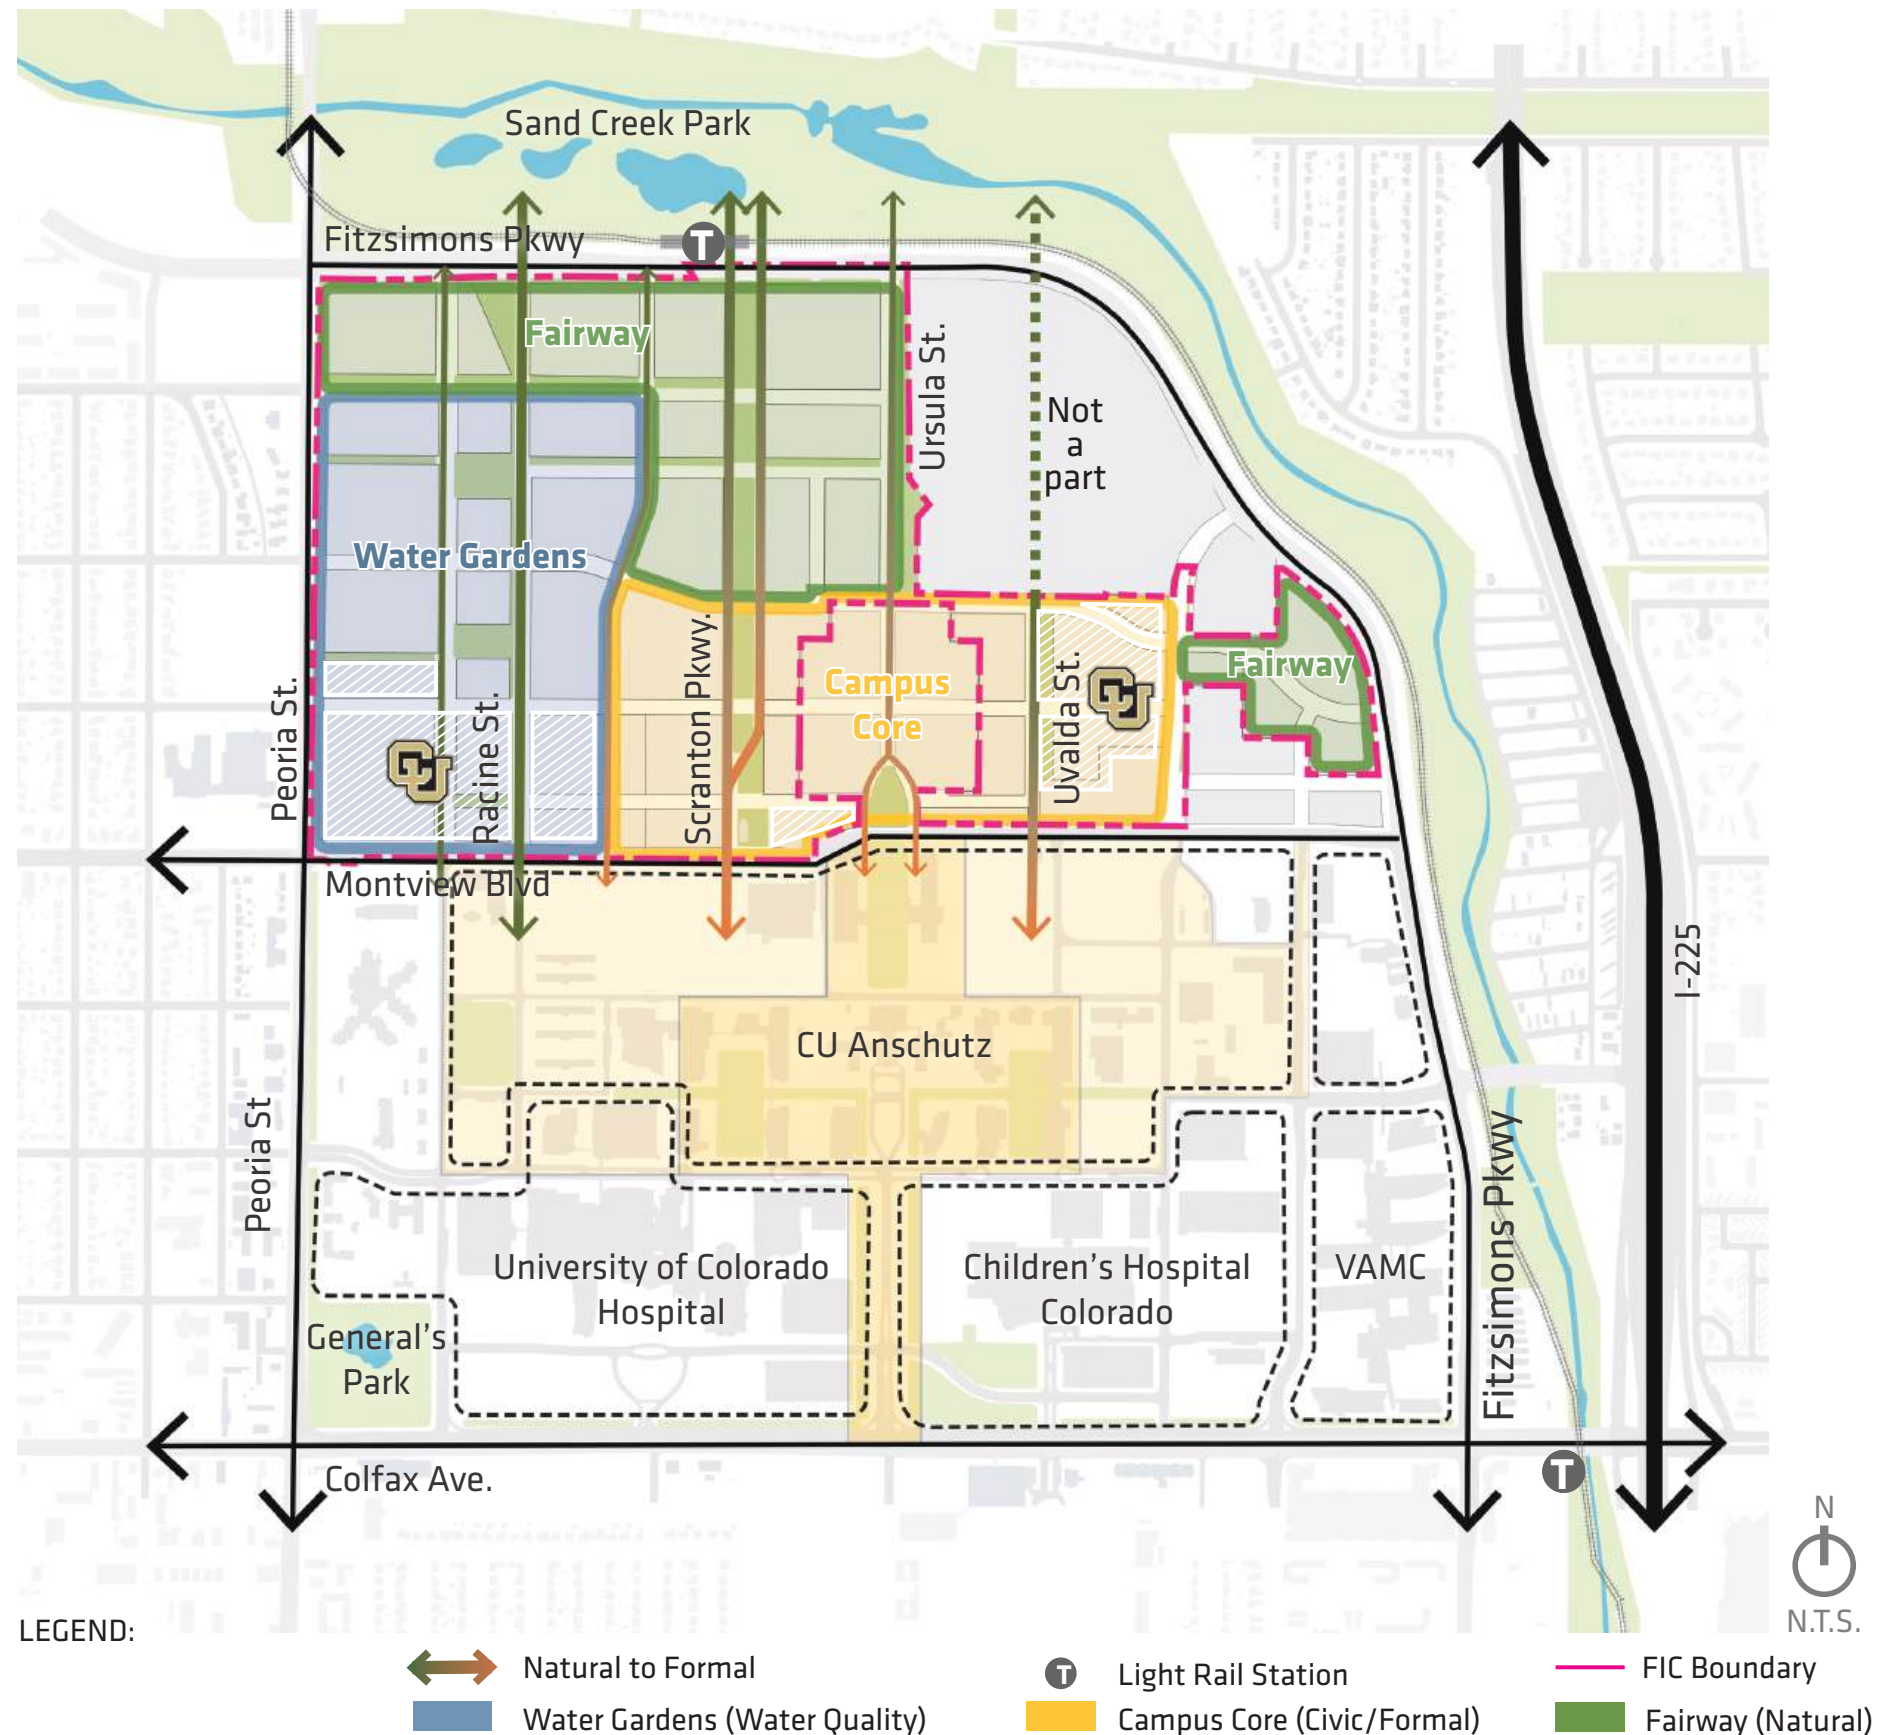 Sand Creek Park
T
Fitzsimons Pkwy
Fairway
Ursula St.
Not
a
part
Water Gardens
Fairway
Campus
Core
Peoria St.
Racine St.
Scranton Pkwy.
Uvalda St.
CU
CU
Montview Blvd
I-225
CU Anschutz
Peoria St
Fitzsimons Pkwy
University of Colorado
Hospital
Children's Hospital
Colorado
VAMC
General's
Park
Colfax Ave.
T
N
N.T.S.
LEGEND:
Natural to Formal
T Light Rail Station
FIC Boundary
Water Gardens (Water Quality)
Campus Core (Civic/Formal)
Fairway (Natural)